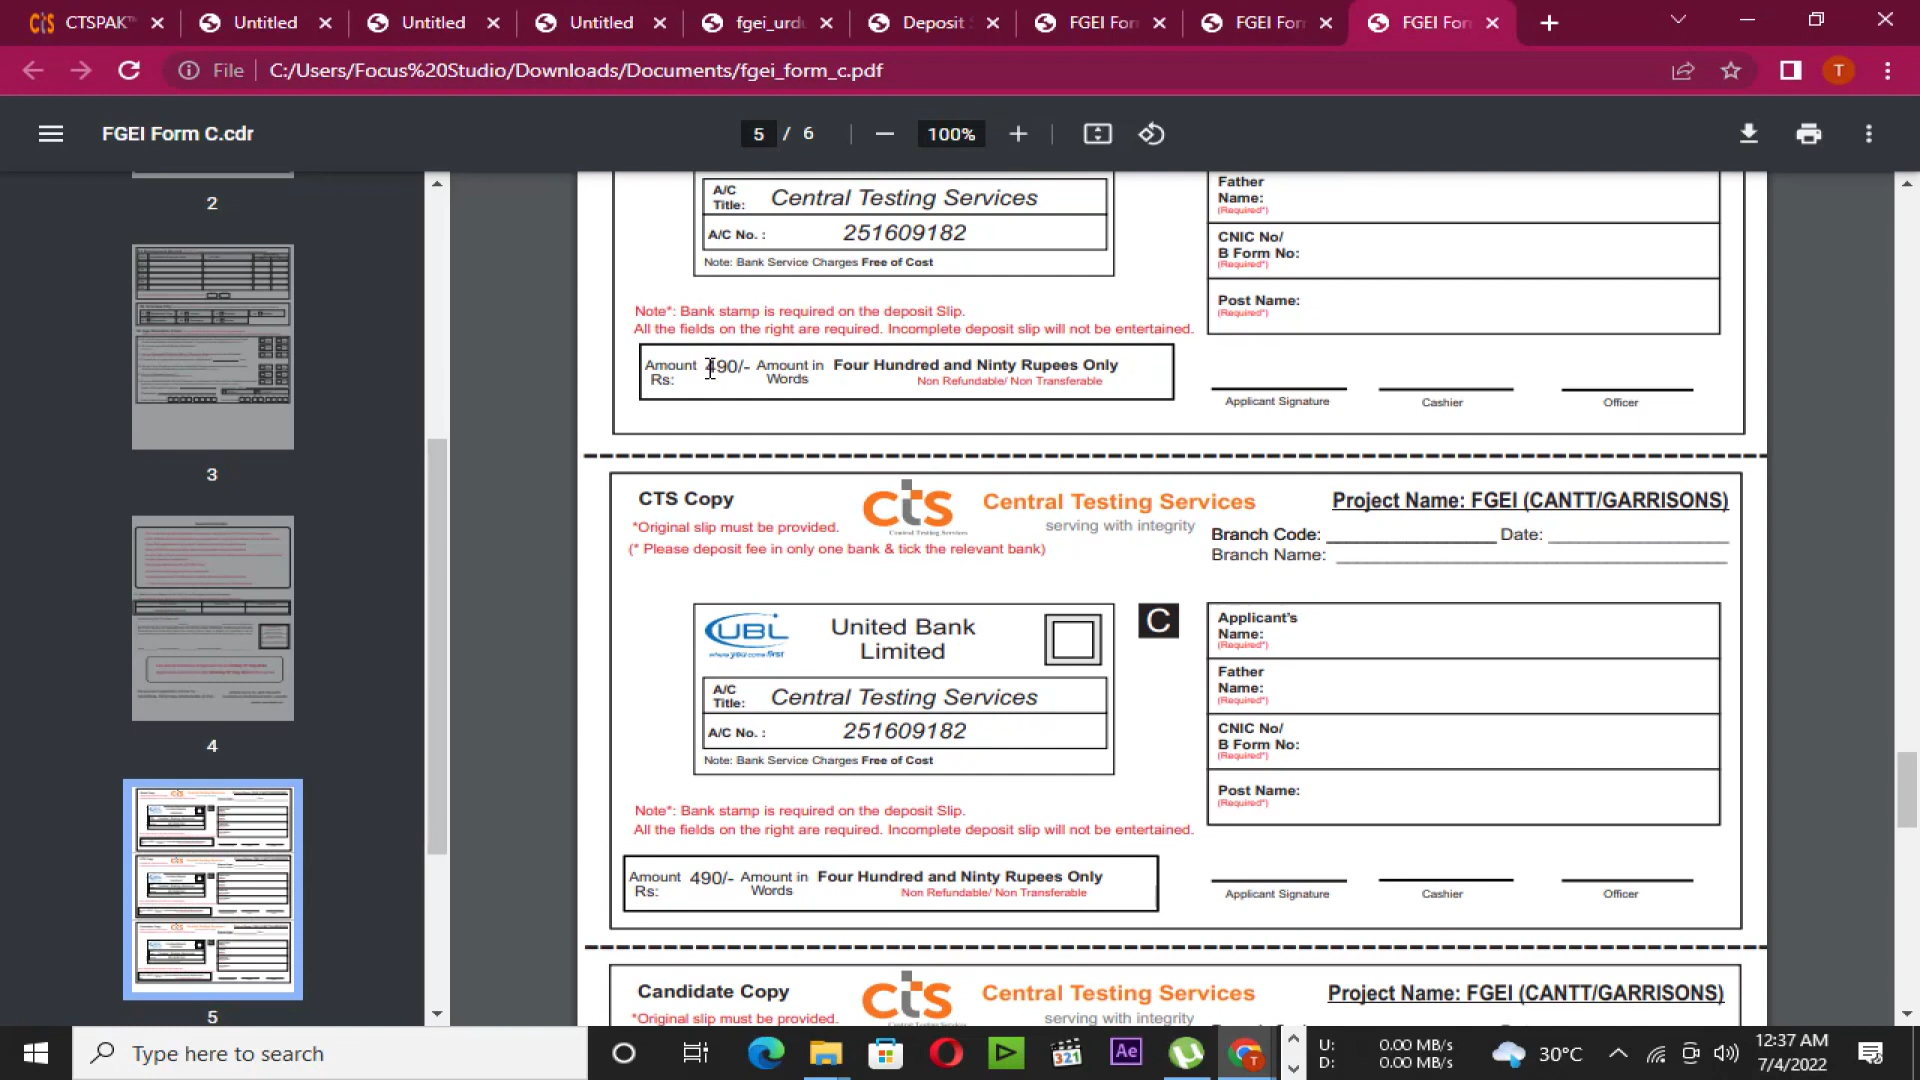 CTSPAK
Untitled
Untitled
Untitled
fgei_urdu
Deposit
FGEI For
FGEI For
FGEI For
File
C:/Users/Focus%20Studio/Downloads/Documents/fgei_form_c.pdf
T
FGEI Form C.cdr
5 / 6
100%
2
3
4
5
A/C Title: Central Testing Services
A/C No. : 251609182
Note: Bank Service Charges Free of Cost
Father Name:
(Required*)
CNIC No/
B Form No:
(Required*)
Post Name:
(Required*)
Note*: Bank stamp is required on the deposit Slip.
All the fields on the right are required. Incomplete deposit slip will not be entertained.
Amount Rs: 490/- Amount in Words Four Hundred and Ninty Rupees Only
Non Refundable/ Non Transferable
Applicant Signature
Cashier
Officer
CTS Copy
*Original slip must be provided.
(* Please deposit fee in only one bank & tick the relevant bank)
cts
Central Testing Services
Central Testing Services
serving with integrity
Project Name: FGEI (CANTT/GARRISONS)
Branch Code: Date:
Branch Name:
UBL
where you come first
United Bank
Limited
C
A/C Title: Central Testing Services
A/C No. : 251609182
Note: Bank Service Charges Free of Cost
Applicant's
Name:
(Required*)
Father
Name:
(Required*)
CNIC No/
B Form No:
(Required*)
Post Name:
(Required*)
Note*: Bank stamp is required on the deposit Slip.
All the fields on the right are required. Incomplete deposit slip will not be entertained.
Amount Rs: 490/- Amount in Words Four Hundred and Ninty Rupees Only
Non Refundable/ Non Transferable
Applicant Signature
Cashier
Officer
Candidate Copy
*Original slip must be provided.
cts
Central Testing Services
serving with integrity
Project Name: FGEI (CANTT/GARRISONS)
Type here to search
321
Ae
T
U: 0.00 MB/s
D: 0.00 MB/s
30°C
12:37 AM
7/4/2022